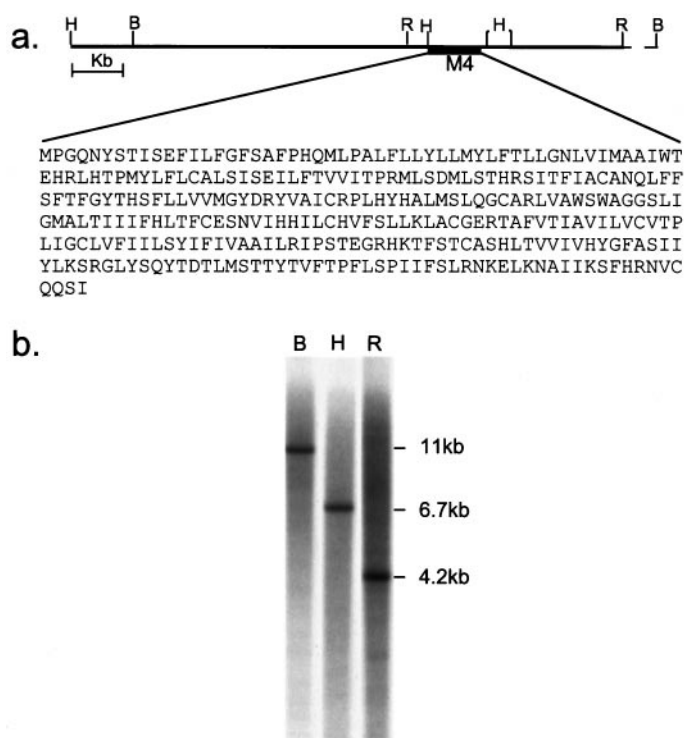 a.
H B R H [H] R B
Kb
M4
MPGQNYSTISEFILFGFSAFPHQMLPALFLLYLLMYLFTLLGNLVIMAAIWT
EHRLHTPMYLFLCALSISEILFTVVITPRMLSDMLSTHRSITFIACANQLFF
SFTFGYTHSFLLVVMGYDRYVAICRPLHYHALMSLQGCARLVAWSWAGGSLI
GMALTIIIFHLTFCESNVIHHILCHVFSLLKLACGERTAFVTIAVILVCVTP
LIGCLVFIILSYIFIVAAILRIPSTEGRHKTFSTCASHLTVVIVHYGFASII
YLKSRGLYSQYTDTLMSTTYTVFTPFLSPIIFSLRNKELKNAIIKSFHRNVC
QQSI
b.
B H R
11kb
6.7kb
4.2kb